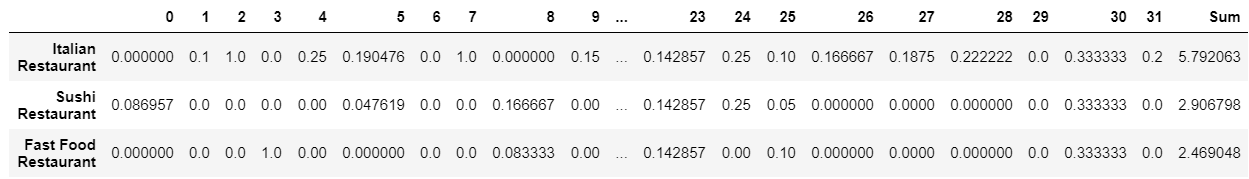 0 1 2 3 4 5 6 7 8 9 ... 23 24 25 26 27 28 29 30 31 Sum
Italian
Restaurant 0.000000 0.1 1.0 0.0 0.25 0.190476 0.0 1.0 0.000000 0.15 ... 0.142857 0.25 0.10 0.166667 0.1875 0.222222 0.0 0.333333 0.2 5.792063
Sushi
Restaurant 0.086957 0.0 0.0 0.0 0.00 0.047619 0.0 0.0 0.166667 0.00 ... 0.142857 0.25 0.05 0.000000 0.0000 0.000000 0.0 0.333333 0.0 2.906798
Fast Food
Restaurant 0.000000 0.0 0.0 1.0 0.00 0.000000 0.0 0.0 0.083333 0.00 ... 0.142857 0.00 0.10 0.000000 0.0000 0.000000 0.0 0.333333 0.0 2.469048